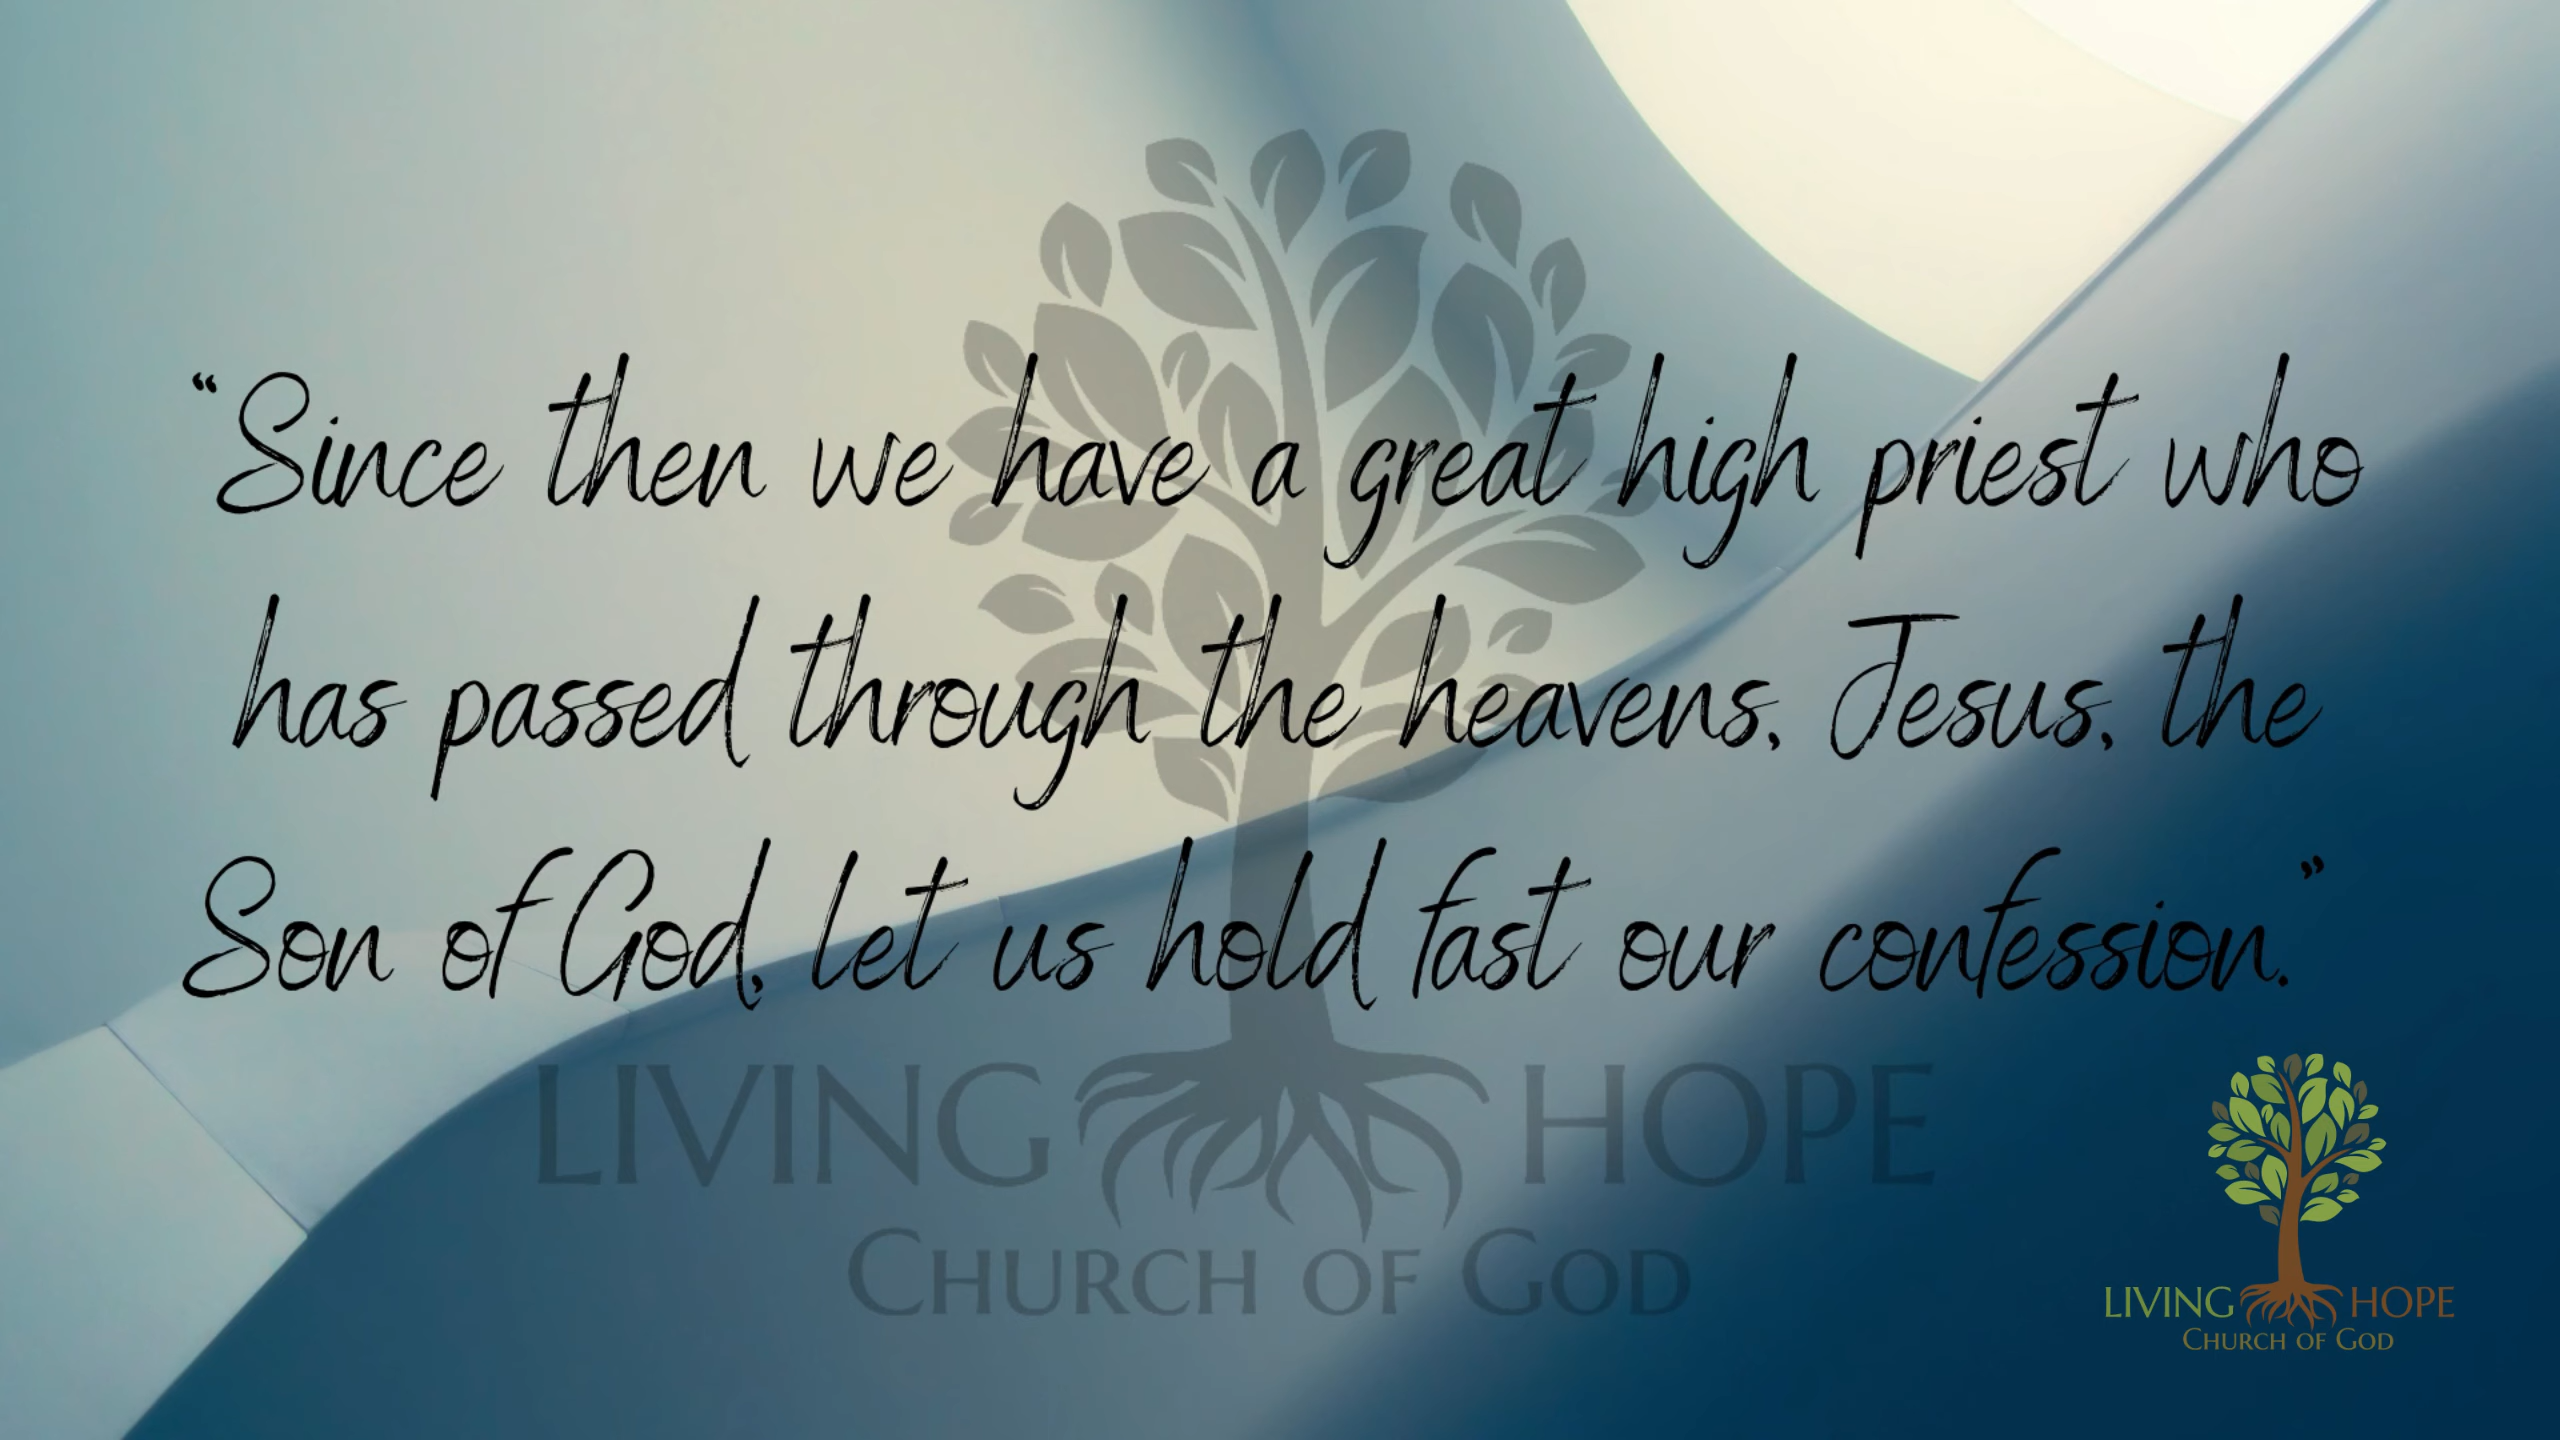 “Since then we have a great high priest who
has passed through the heavens, Jesus, the
Son of God, let us hold fast our confession.”
LIVING HOPE
CHURCH OF GOD
LIVING HOPE
CHURCH OF GOD